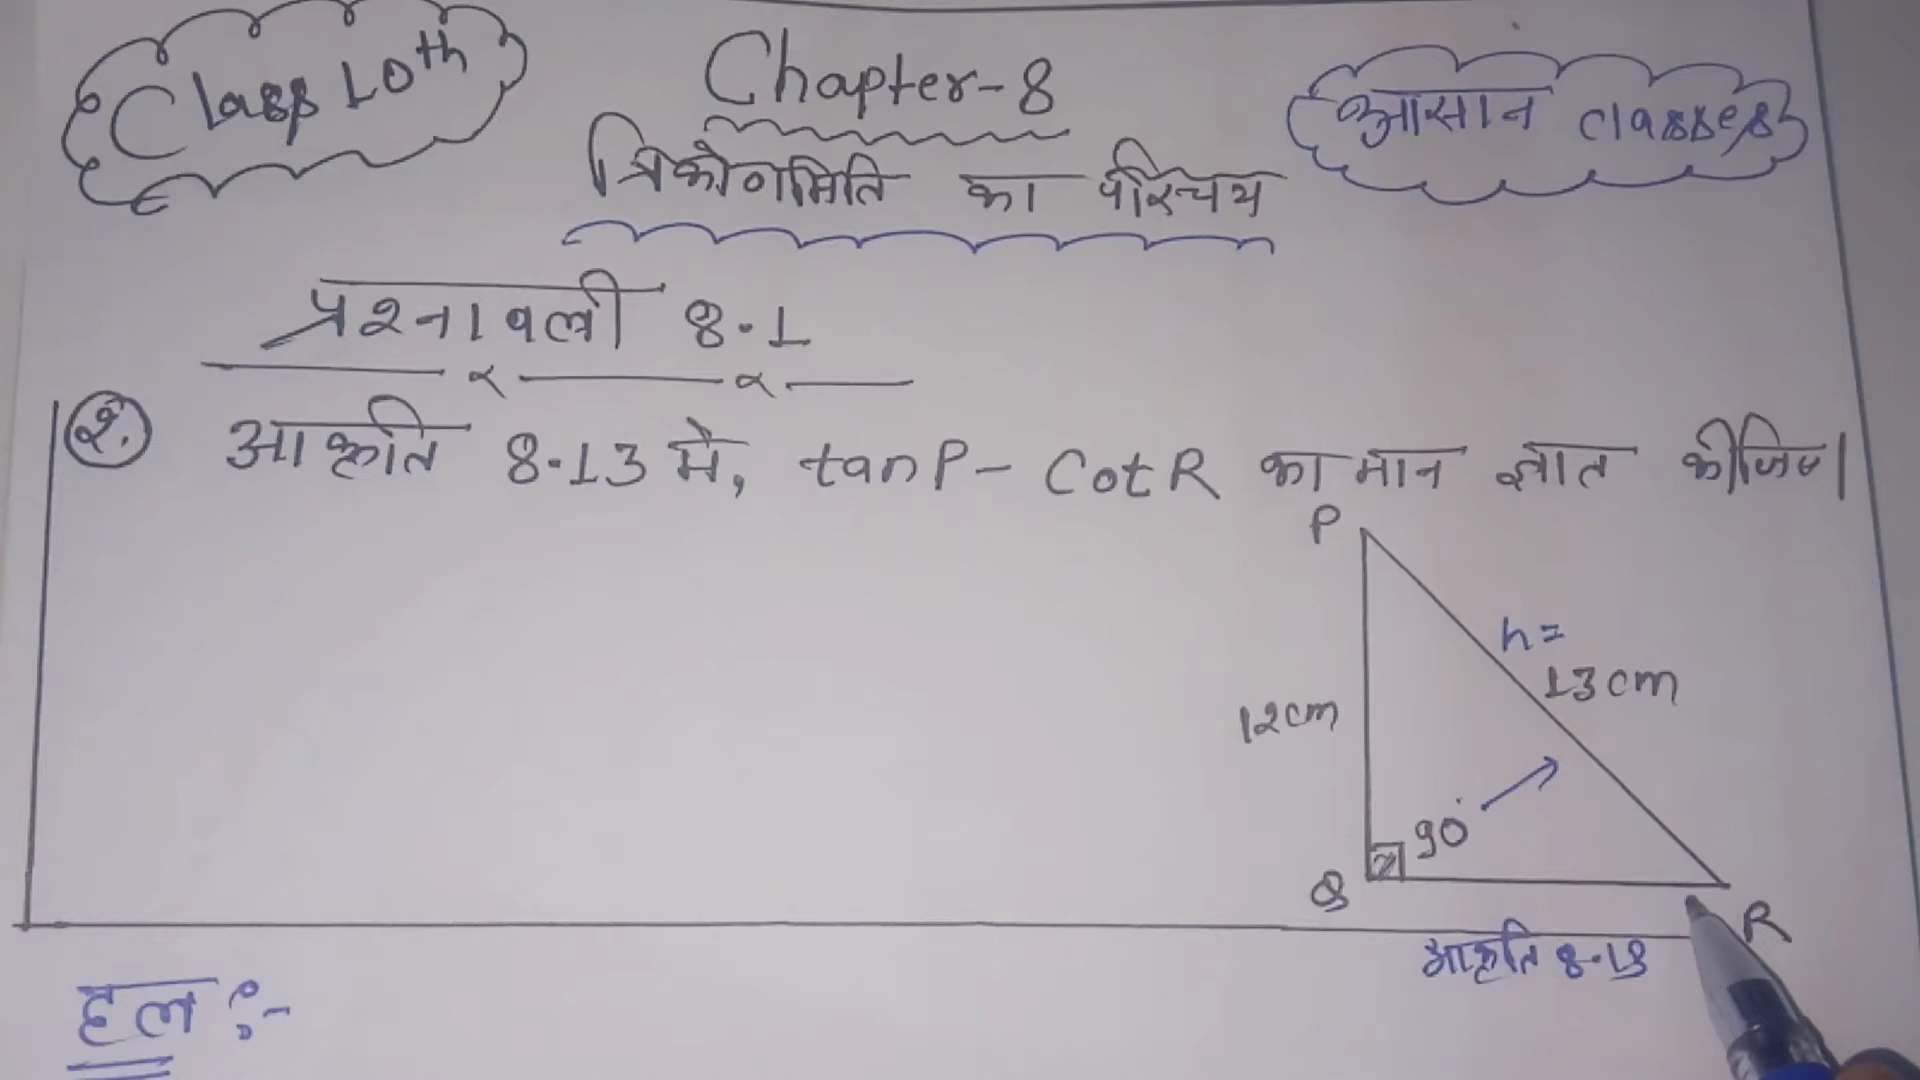 Class 10th
Chapter-8
आसान classes
त्रिकोणमिति का परिचय
प्रश्नावली 8.1
२. आकृति 8.13 में, tanP - CotR का मान ज्ञात कीजिए।
P
h =
13 cm
12cm
90°
Q
R
आकृति 8.13
हल :-